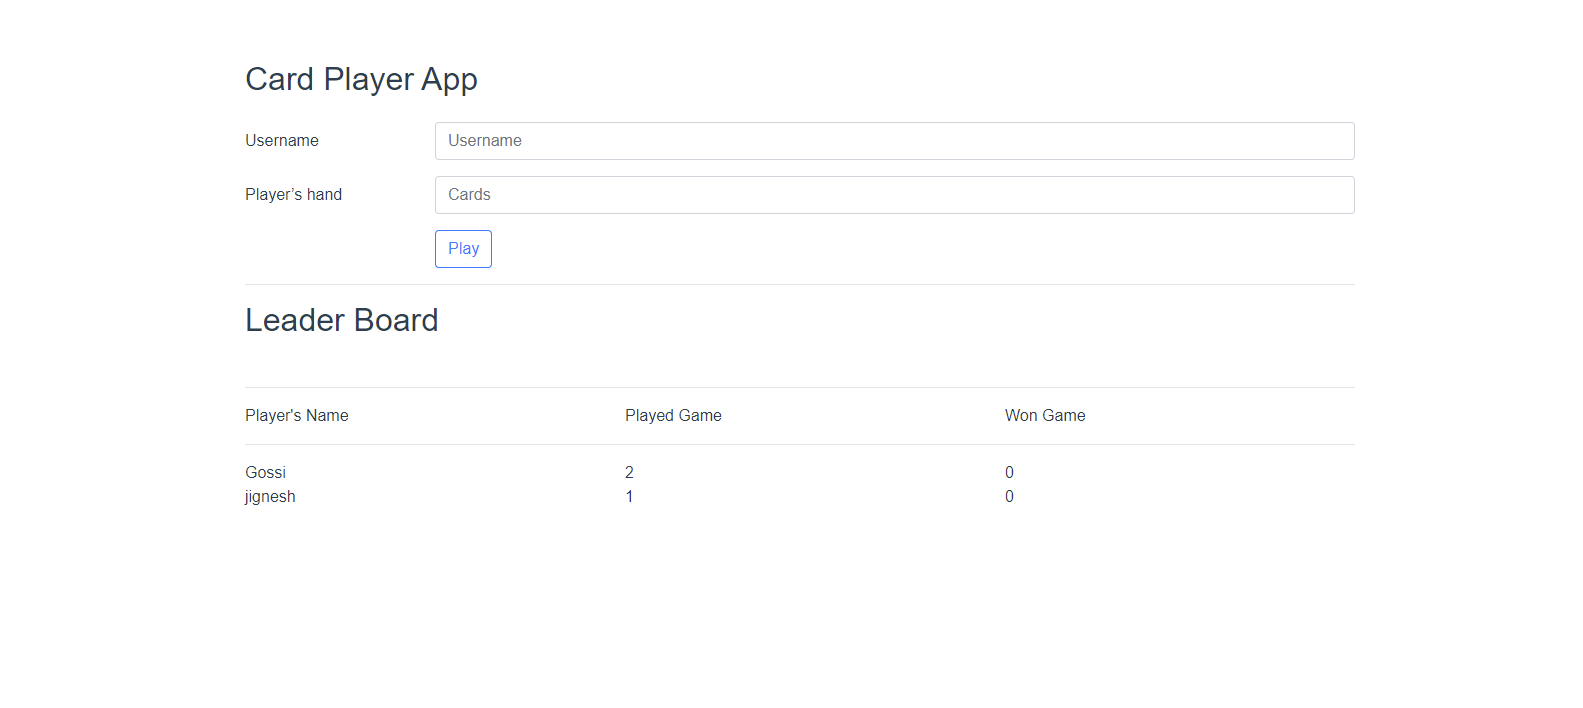 Card Player App
Username Username
Player’s hand Cards
Play
Leader Board
Player's Name Played Game Won Game
Gossi 2 0
jignesh 1 0